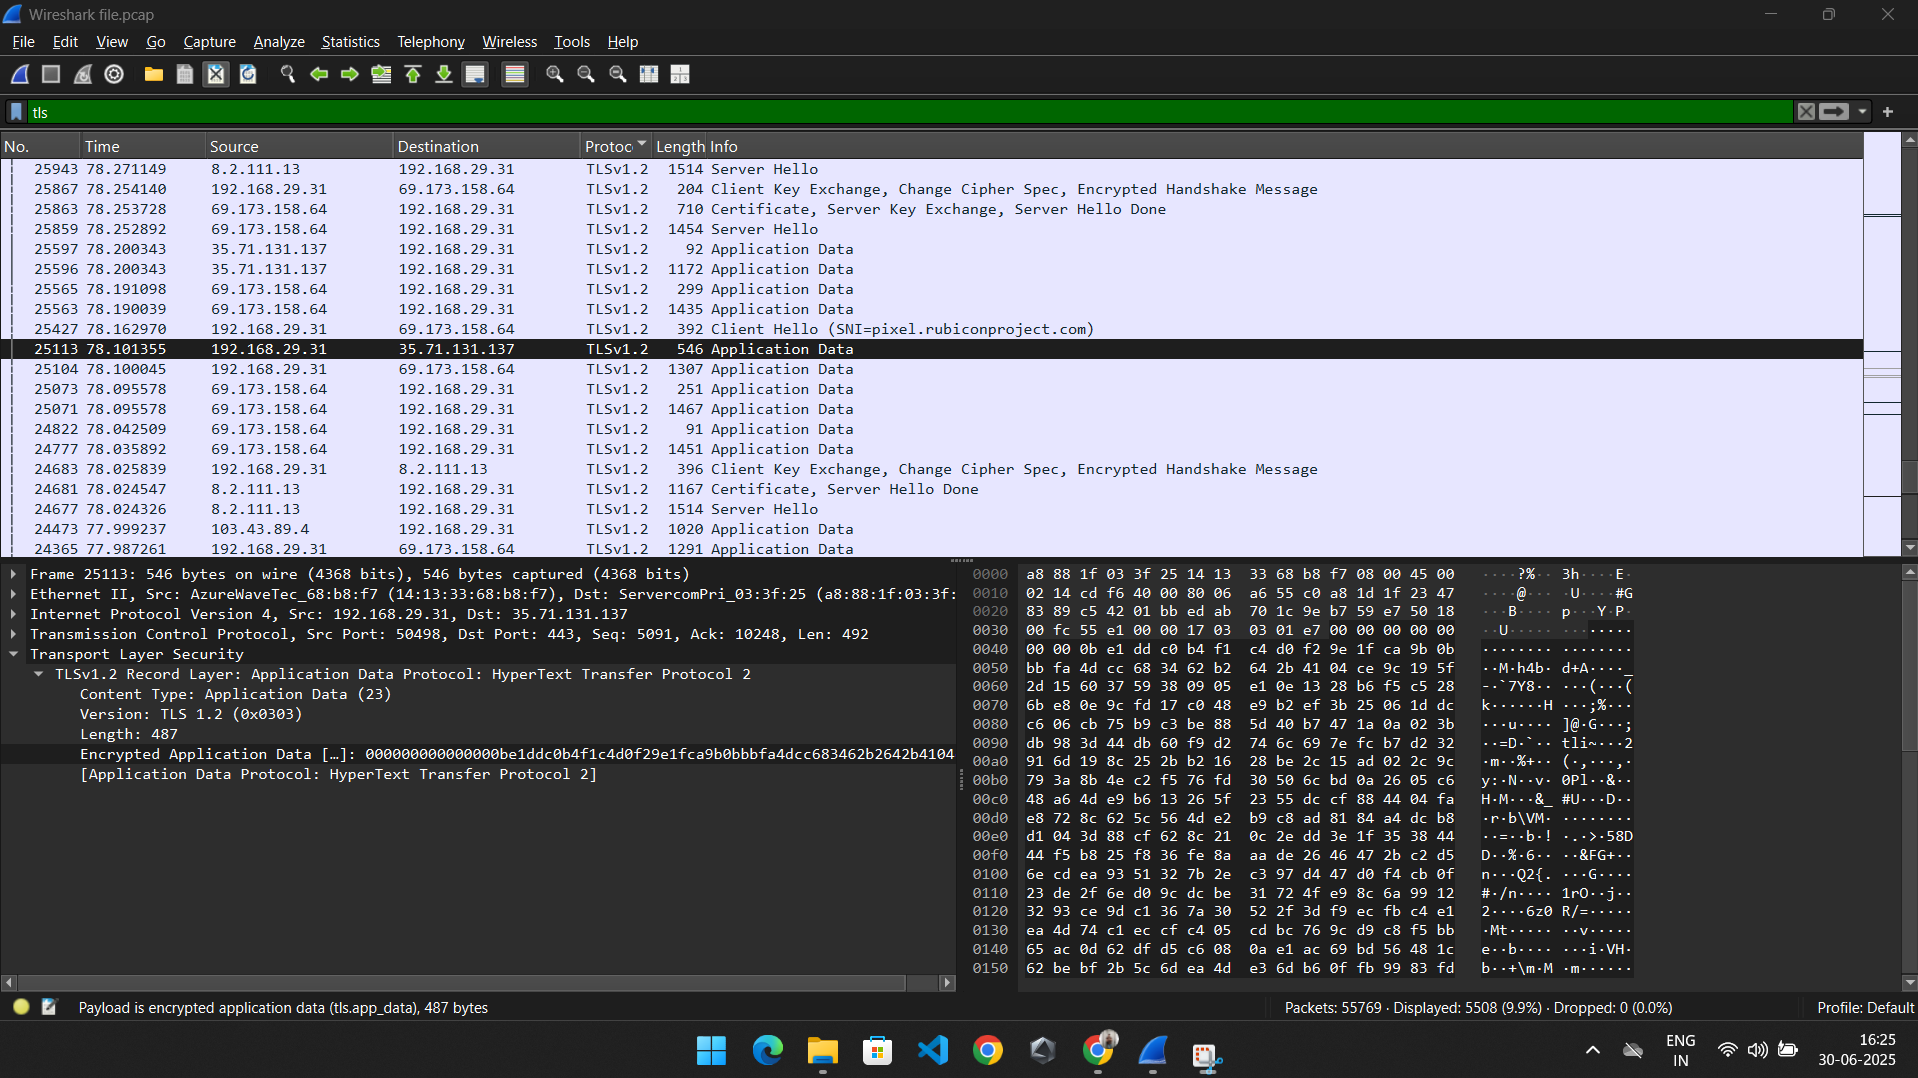 Wireshark file.pcap
File Edit View Go Capture Analyze Statistics Telephony Wireless Tools Help
tls
No. Time Source Destination Protoc Length Info
25943 78.271149 8.2.111.13 192.168.29.31 TLSv1.2 1514 Server Hello
25867 78.254140 192.168.29.31 69.173.158.64 TLSv1.2 204 Client Key Exchange, Change Cipher Spec, Encrypted Handshake Message
25863 78.253728 69.173.158.64 192.168.29.31 TLSv1.2 710 Certificate, Server Key Exchange, Server Hello Done
25859 78.252892 69.173.158.64 192.168.29.31 TLSv1.2 1454 Server Hello
25597 78.200343 35.71.131.137 192.168.29.31 TLSv1.2 92 Application Data
25596 78.200343 35.71.131.137 192.168.29.31 TLSv1.2 1172 Application Data
25565 78.191098 69.173.158.64 192.168.29.31 TLSv1.2 299 Application Data
25563 78.190039 69.173.158.64 192.168.29.31 TLSv1.2 1435 Application Data
25427 78.162970 192.168.29.31 69.173.158.64 TLSv1.2 392 Client Hello (SNI=pixel.rubiconproject.com)
25113 78.101355 192.168.29.31 35.71.131.137 TLSv1.2 546 Application Data
25104 78.100045 192.168.29.31 69.173.158.64 TLSv1.2 1307 Application Data
25073 78.095578 69.173.158.64 192.168.29.31 TLSv1.2 251 Application Data
25071 78.095578 69.173.158.64 192.168.29.31 TLSv1.2 1467 Application Data
24822 78.042509 69.173.158.64 192.168.29.31 TLSv1.2 91 Application Data
24777 78.035892 69.173.158.64 192.168.29.31 TLSv1.2 1451 Application Data
24683 78.025839 192.168.29.31 8.2.111.13 TLSv1.2 396 Client Key Exchange, Change Cipher Spec, Encrypted Handshake Message
24681 78.024547 8.2.111.13 192.168.29.31 TLSv1.2 1167 Certificate, Server Hello Done
24677 78.024326 8.2.111.13 192.168.29.31 TLSv1.2 1514 Server Hello
24473 77.999237 103.43.89.4 192.168.29.31 TLSv1.2 1020 Application Data
24365 77.987261 192.168.29.31 69.173.158.64 TLSv1.2 1291 Application Data
Frame 25113: 546 bytes on wire (4368 bits), 546 bytes captured (4368 bits)
Ethernet II, Src: AzureWaveTec_68:b8:f7 (14:13:33:68:b8:f7), Dst: ServercomPri_03:3f:25 (a8:88:1f:03:3f:
Internet Protocol Version 4, Src: 192.168.29.31, Dst: 35.71.131.137
Transmission Control Protocol, Src Port: 50498, Dst Port: 443, Seq: 5091, Ack: 10248, Len: 492
Transport Layer Security
TLSv1.2 Record Layer: Application Data Protocol: HyperText Transfer Protocol 2
Content Type: Application Data (23)
Version: TLS 1.2 (0x0303)
Length: 487
Encrypted Application Data […]: 000000000000000be1ddc0b4f1c4d0f29e1fca9b0bbbfa4dcc683462b2642b4104
[Application Data Protocol: HyperText Transfer Protocol 2]
0000 a8 88 1f 03 3f 25 14 13 33 68 b8 f7 08 00 45 00 ····?%·· 3h····E·
0010 02 14 cd f6 40 00 80 06 a6 55 c0 a8 1d 1f 23 47 ····@··· ·U····#G
0020 83 89 c5 42 01 bb ed ab 70 1c 9e b7 59 e7 50 18 ···B···· p···Y·P·
0030 00 fc 55 e1 00 00 17 03 03 01 e7 00 00 00 00 00 ··U····· ········
0040 00 00 0b e1 dd c0 b4 f1 c4 d0 f2 9e 1f ca 9b 0b ········ ········
0050 bb fa 4d cc 68 34 62 b2 64 2b 41 04 ce 9c 19 5f ··M·h4b· d+A····_
0060 2d 15 60 37 59 38 09 05 e1 0e 13 28 b6 f5 c5 28 -·`7Y8·· ···(···(
0070 6b e8 0e 9c fd 17 c0 48 e9 b2 ef 3b 25 06 1d dc k······H ···;%···
0080 c6 06 cb 75 b9 c3 be 88 5d 40 b7 47 1a 0a 02 3b ···u···· ]@·G···;
0090 db 98 3d 44 db 60 f9 d2 74 6c 69 7e fc b7 d2 32 ··=D·`·· tli~···2
00a0 91 6d 19 8c 25 2b b2 16 28 be 2c 15 ad 02 2c 9c ·m··%+·· (·,···,·
00b0 79 3a 8b 4e c2 f5 76 fd 30 50 6c bd 0a 26 05 c6 y:·N··v· 0Pl··&··
00c0 48 a6 4d e9 b6 13 26 5f 23 55 dc cf 88 44 04 fa H·M···&_ #U···D··
00d0 e8 72 8c 62 5c 56 4d e2 b9 c8 ad 81 84 a4 dc b8 ·r·b\VM· ········
00e0 d1 04 3d 88 cf 62 8c 21 0c 2e dd 3e 1f 35 38 44 ··=··b·! ·.·>·58D
00f0 44 f5 b8 25 f8 36 fe 8a aa de 26 46 47 2b c2 d5 D··%·6·· ··&FG+··
0100 6e cd ea 93 51 32 7b 2e c3 97 d4 47 d0 f4 cb 0f n···Q2{. ···G····
0110 23 de 2f 6e d0 9c dc be 31 72 4f e9 8c 6a 99 12 #·/n···· 1rO··j··
0120 32 93 ce 9d c1 36 7a 30 52 2f 3d f9 ec fb c4 e1 2····6z0 R/=·····
0130 ea 4d 74 c1 ec cf c4 05 cd bc 76 9c d9 c8 f5 bb ·Mt····· ··v·····
0140 65 ac 0d 62 df d5 c6 08 0a e1 ac 69 bd 56 48 1c e··b···· ···i·VH·
0150 62 be bf 2b 5c 6d ea 4d e3 6d b6 0f fb 99 83 fd b··+\m·M ·m······
Payload is encrypted application data (tls.app_data), 487 bytes
Packets: 55769 · Displayed: 5508 (9.9%) · Dropped: 0 (0.0%)
Profile: Default
ENG
IN
16:25
30-06-2025